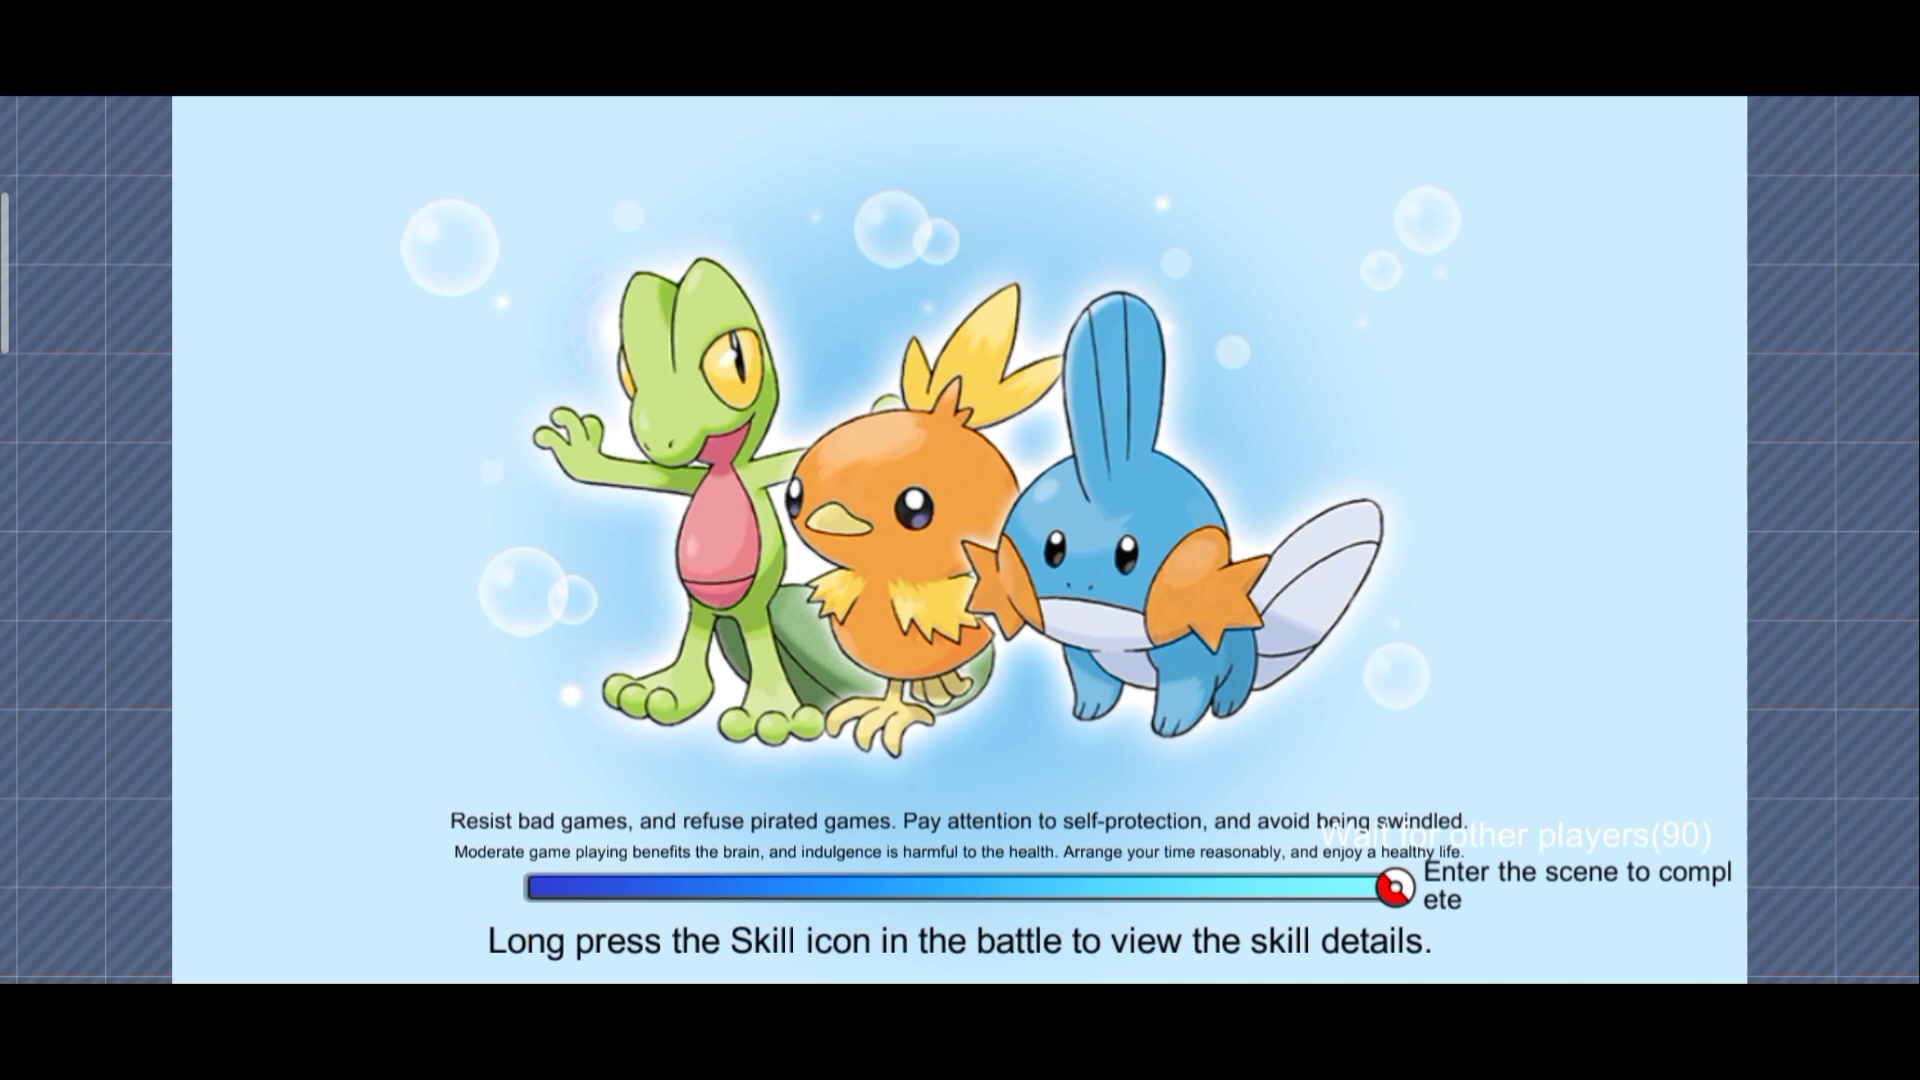 Resist bad games, and refuse pirated games. Pay attention to self-protection, and avoid being swindled.
Wait for other players(90)
Moderate game playing benefits the brain, and indulgence is harmful to the health. Arrange your time reasonably, and enjoy a healthy life.
Enter the scene to compl
ete
Long press the Skill icon in the battle to view the skill details.